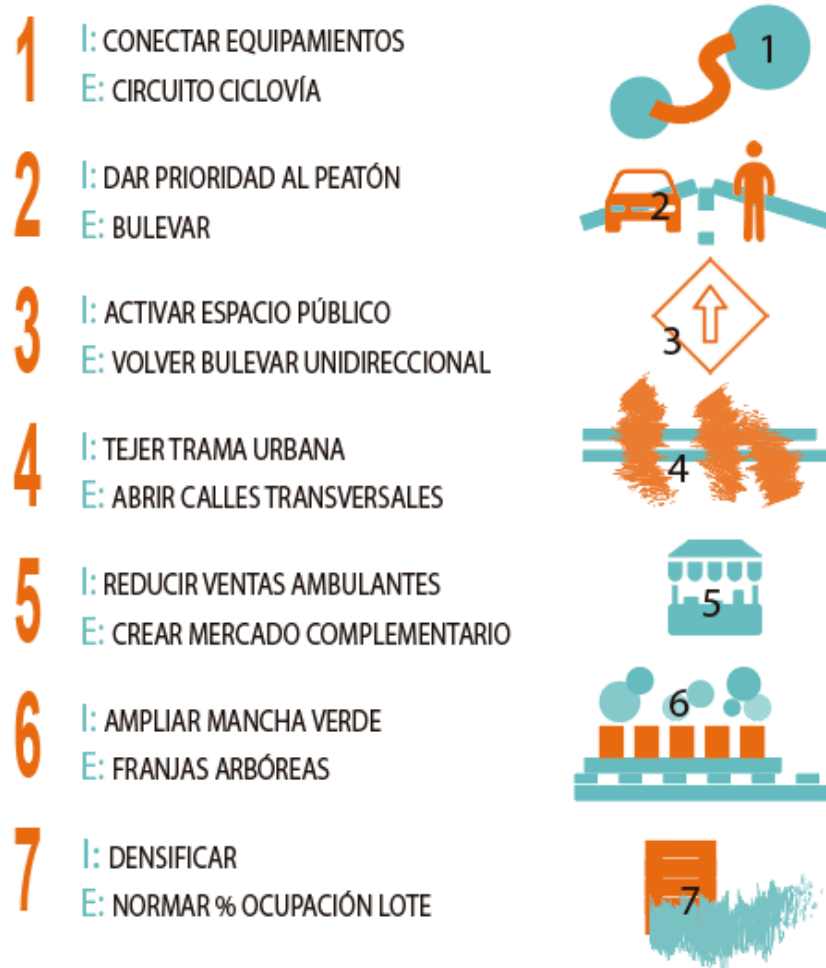 1
I: CONECTAR EQUIPAMIENTOS
E: CIRCUITO CICLOVÍA
1
2
I: DAR PRIORIDAD AL PEATÓN
E: BULEVAR
2
3
I: ACTIVAR ESPACIO PÚBLICO
E: VOLVER BULEVAR UNIDIRECCIONAL
3
4
I: TEJER TRAMA URBANA
E: ABRIR CALLES TRANSVERSALES
4
5
I: REDUCIR VENTAS AMBULANTES
E: CREAR MERCADO COMPLEMENTARIO
5
6
I: AMPLIAR MANCHA VERDE
E: FRANJAS ARBÓREAS
6
7
I: DENSIFICAR
E: NORMAR % OCUPACIÓN LOTE
7